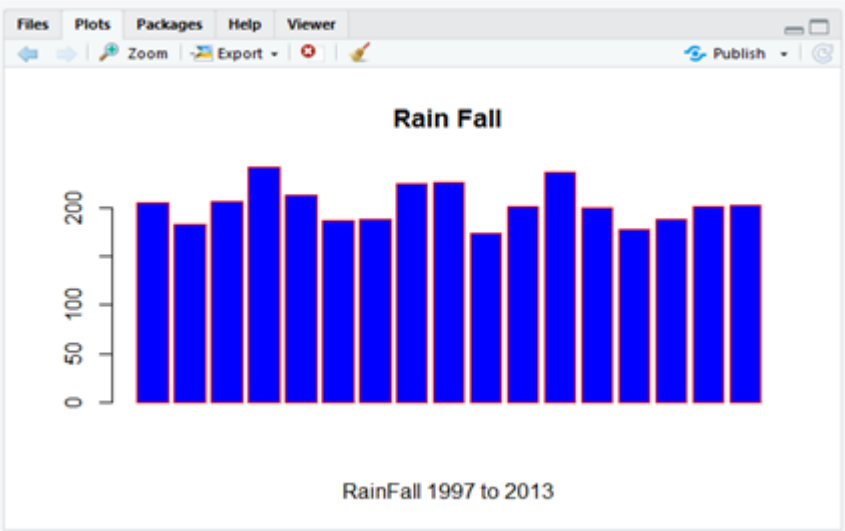 Files Plots Packages Help Viewer
Zoom Export Publish
Rain Fall
200
100
50
0
RainFall 1997 to 2013